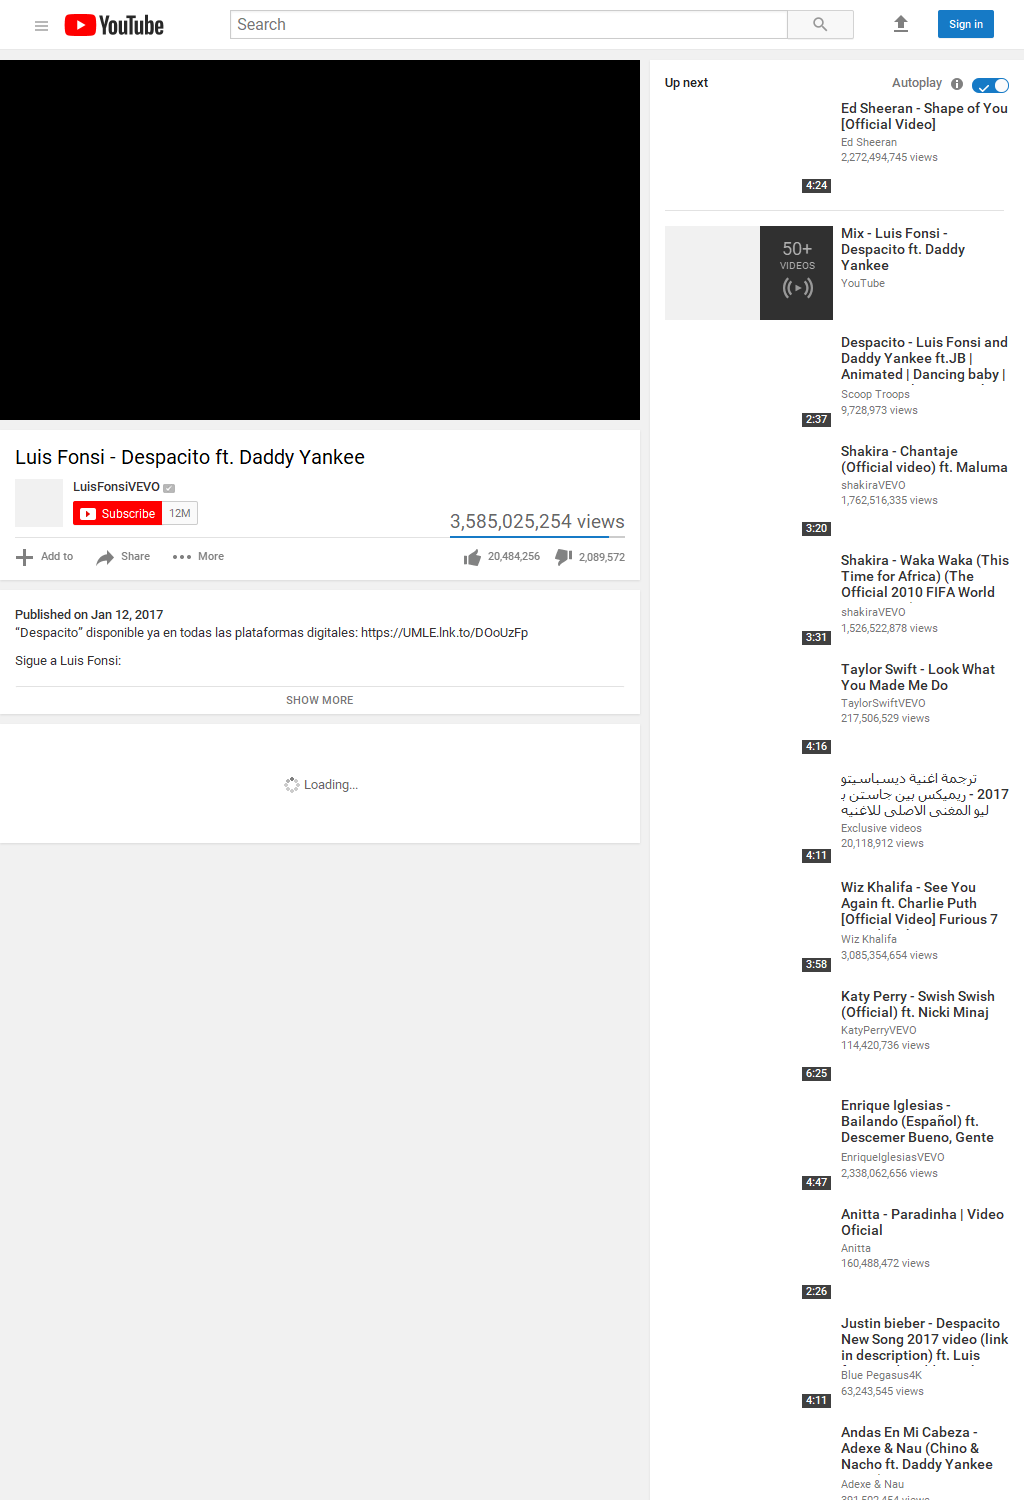 YouTube
Search
Sign in
Luis Fonsi - Despacito ft. Daddy Yankee
LuisFonsiVEVO
Subscribe 12M
3,585,025,254 views
Add to Share More 20,484,256 2,089,572
Published on Jan 12, 2017
“Despacito” disponible ya en todas las plataformas digitales: https://UMLE.lnk.to/DOoUzFp
Sigue a Luis Fonsi:
SHOW MORE
Loading...
Up next Autoplay
Ed Sheeran - Shape of You
[Official Video]
Ed Sheeran
2,272,494,745 views
4:24
50+
VIDEOS
Mix - Luis Fonsi -
Despacito ft. Daddy
Yankee
YouTube
Despacito - Luis Fonsi and
Daddy Yankee ft.JB |
Animated | Dancing baby |
Scoop Troops
9,728,973 views
2:37
Shakira - Chantaje
(Official video) ft. Maluma
shakiraVEVO
1,762,516,335 views
3:20
Shakira - Waka Waka (This
Time for Africa) (The
Official 2010 FIFA World
shakiraVEVO
1,526,522,878 views
3:31
Taylor Swift - Look What
You Made Me Do
TaylorSwiftVEVO
217,506,529 views
4:16
ترجمة اغنية ديسباسيتو
2017 - ريميكس بين جاستن ب
ليو المغنى الاصلى للاغنيه
Exclusive videos
20,118,912 views
4:11
Wiz Khalifa - See You
Again ft. Charlie Puth
[Official Video] Furious 7
Wiz Khalifa
3,085,354,654 views
3:58
Katy Perry - Swish Swish
(Official) ft. Nicki Minaj
KatyPerryVEVO
114,420,736 views
6:25
Enrique Iglesias -
Bailando (Español) ft.
Descemer Bueno, Gente
EnriqueIglesiasVEVO
2,338,062,656 views
4:47
Anitta - Paradinha | Video
Oficial
Anitta
160,488,472 views
2:26
Justin bieber - Despacito
New Song 2017 video (link
in description) ft. Luis
Blue Pegasus4K
63,243,545 views
4:11
Andas En Mi Cabeza -
Adexe & Nau (Chino &
Nacho ft. Daddy Yankee
Adexe & Nau